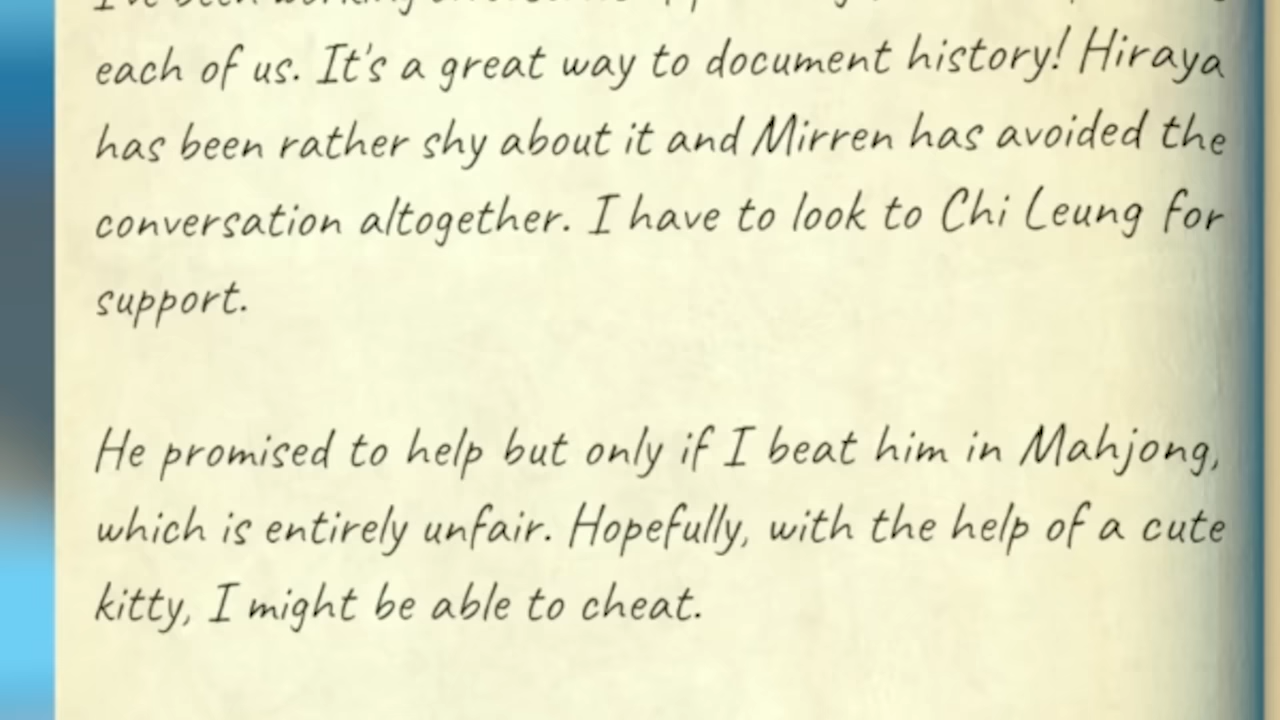 I've been working
each of us. It's a great way to document history! Hiraya
has been rather shy about it and Mirren has avoided the
conversation altogether. I have to look to Chi Leung for
support.
He promised to help but only if I beat him in Mahjong,
which is entirely unfair. Hopefully, with the help of a cute
kitty, I might be able to cheat.